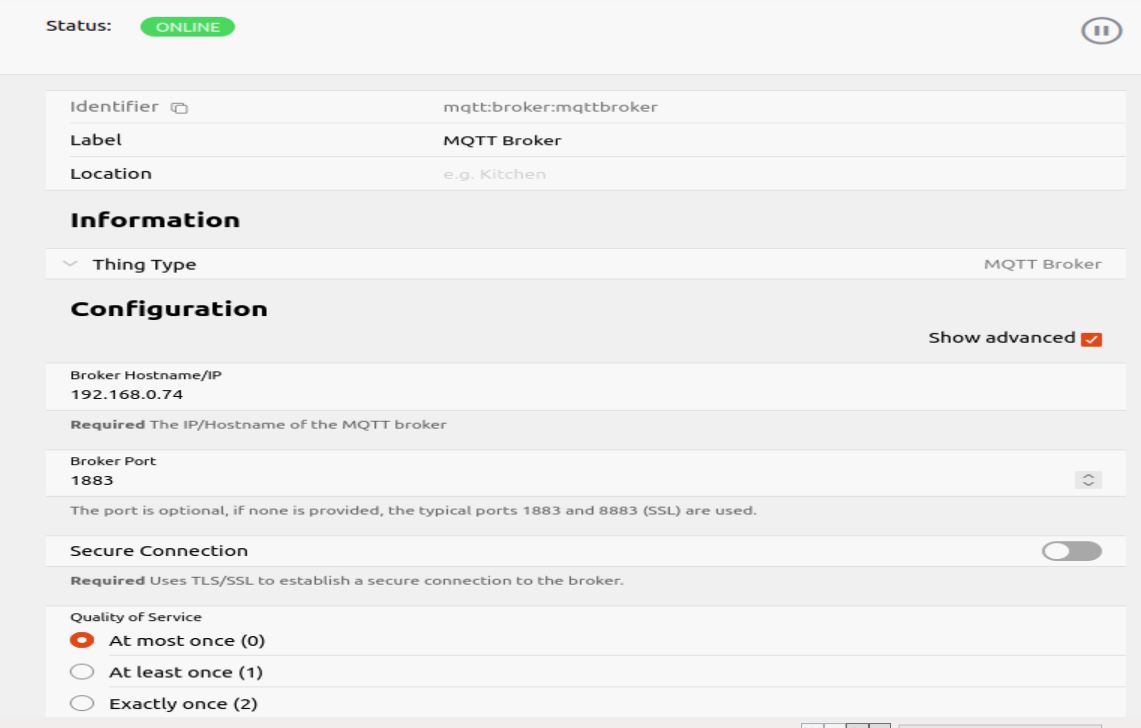 Status: ONLINE
Identifier mqtt:broker:mqttbroker
Label MQTT Broker
Location e.g. Kitchen
Information
Thing Type MQTT Broker
Configuration
Show advanced
Broker Hostname/IP
192.168.0.74
Required The IP/Hostname of the MQTT broker
Broker Port
1883
The port is optional, if none is provided, the typical ports 1883 and 8883 (SSL) are used.
Secure Connection
Required Uses TLS/SSL to establish a secure connection to the broker.
Quality of Service
At most once (0)
At least once (1)
Exactly once (2)